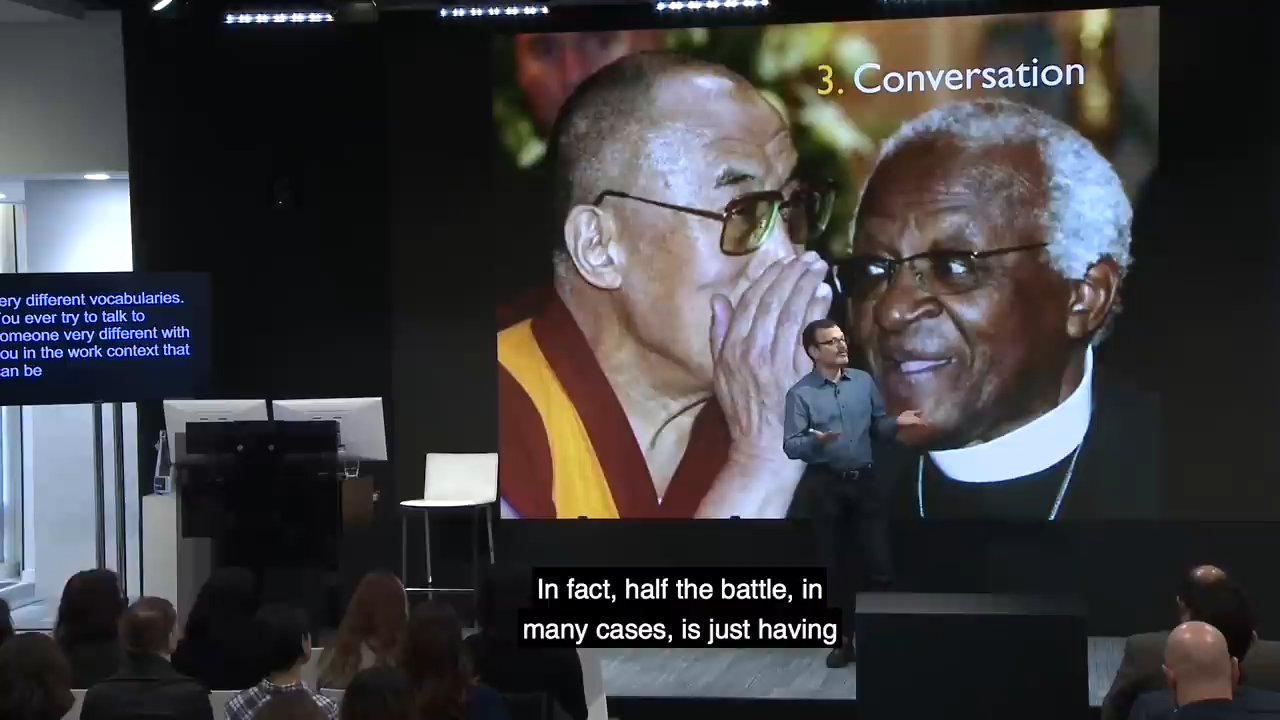 3. Conversation
ery different vocabularies.
You ever try to talk to
omeone very different with
ou in the work context that
an be
In fact, half the battle, in
many cases, is just having